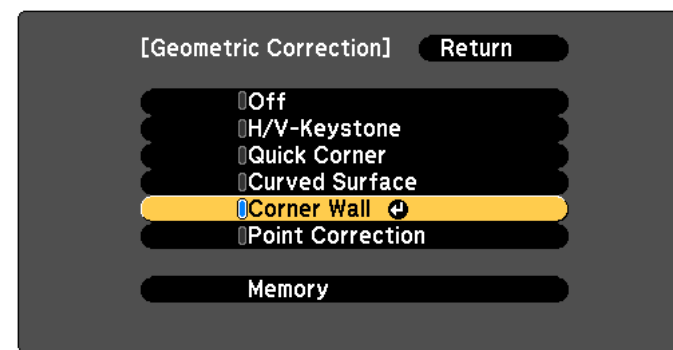 [Geometric Correction] Return
Off
H/V-Keystone
Quick Corner
Curved Surface
Corner Wall
Point Correction
Memory